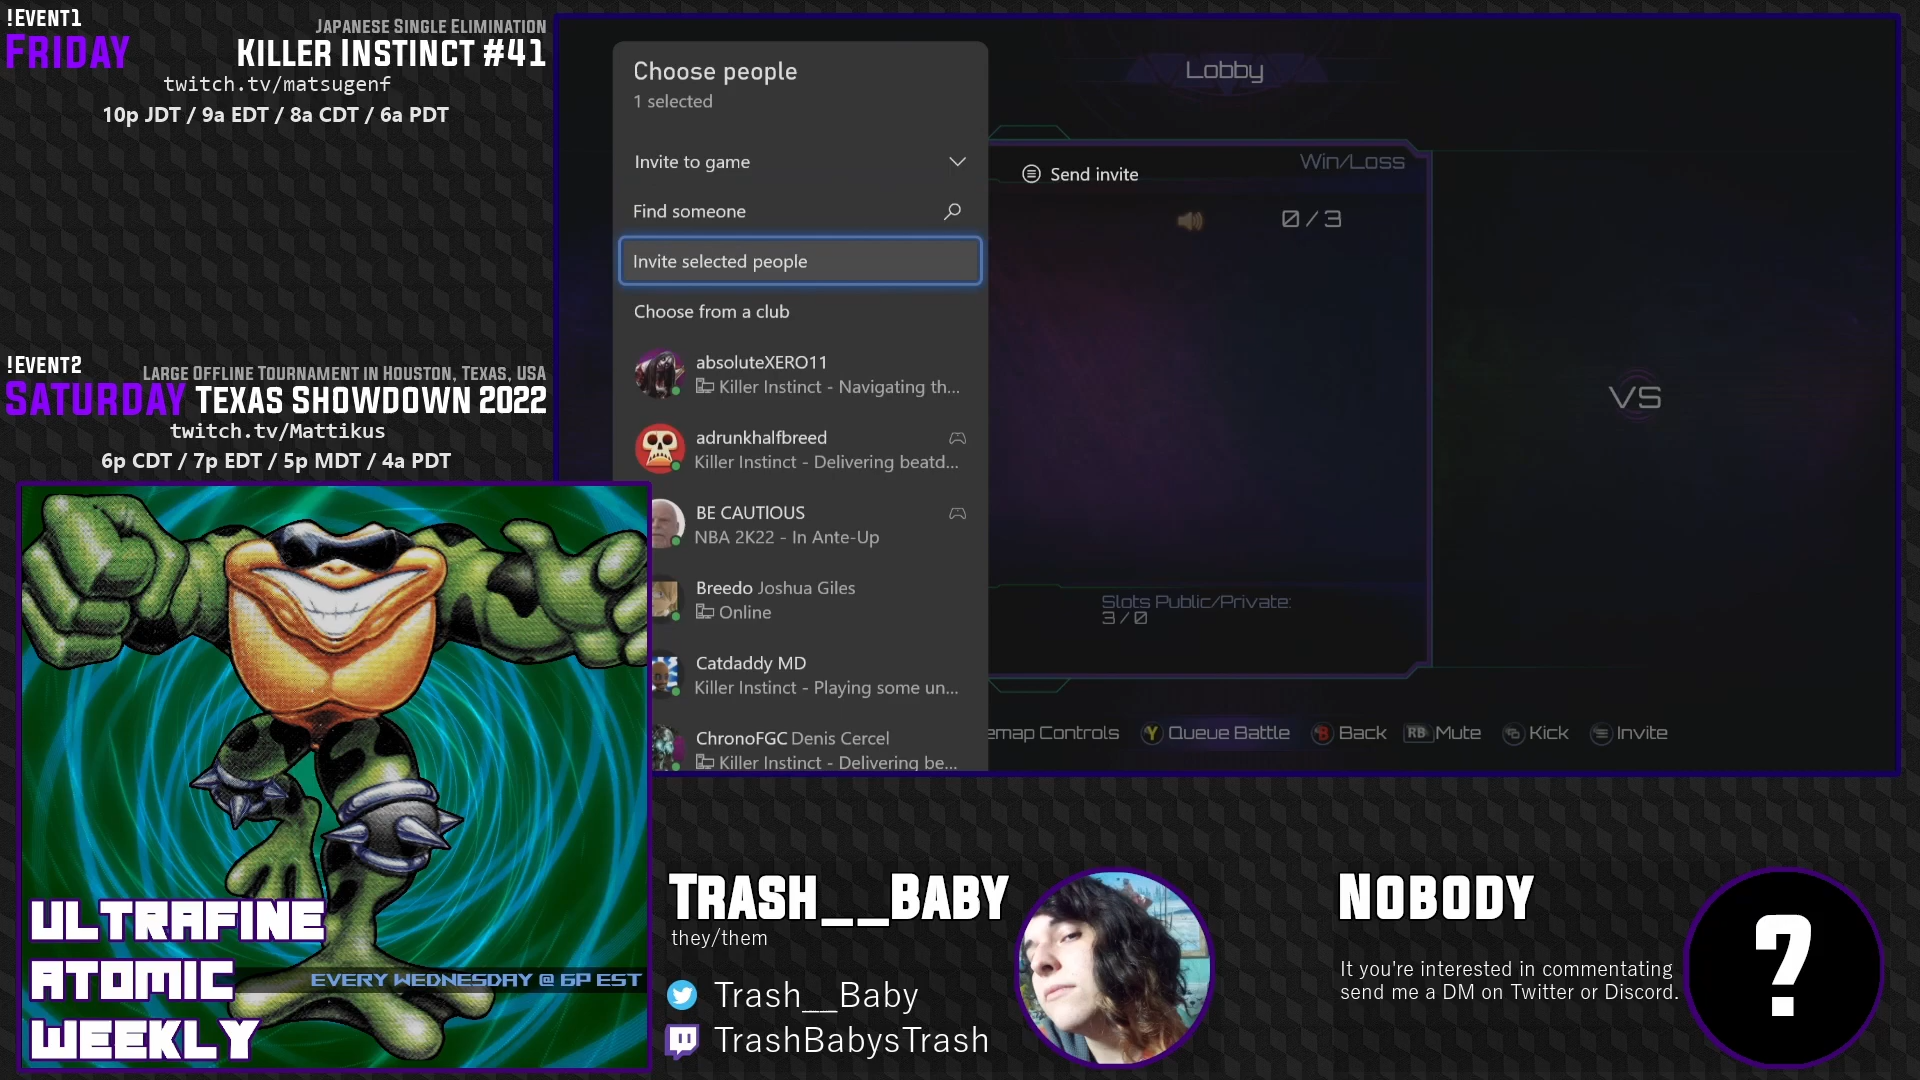 !EVENT1
FRIDAY
JAPANESE SINGLE ELIMINATION
KILLER INSTINCT #41
twitch.tv/matsugenf
10p JDT / 9a EDT / 8a CDT / 6a PDT
!EVENT2
SATURDAY
LARGE OFFLINE TOURNAMENT IN HOUSTON, TEXAS, USA
TEXAS SHOWDOWN 2022
twitch.tv/Mattikus
6p CDT / 7p EDT / 5p MDT / 4a PDT
ULTRAFINE
ATOMIC
WEEKLY
EVERY WEDNESDAY @ 6P EST
Choose people
1 selected
Invite to game
Find someone
Invite selected people
Choose from a club
absoluteXERO11
Killer Instinct - Navigating th...
adrunkhalfbreed
Killer Instinct - Delivering beatd...
BE CAUTIOUS
NBA 2K22 - In Ante-Up
Breedo Joshua Giles
Online
Catdaddy MD
Killer Instinct - Playing some un...
ChronoFGC Denis Cercel
Killer Instinct - Delivering be...
Lobby
Send invite
Win/Loss
0/3
VS
Slots Public/Private:
3/0
emap Controls
Y Queue Battle
B Back
RB Mute
Kick
Invite
TRASH__BABY
they/them
Trash__Baby
TrashBabysTrash
NOBODY
It you're interested in commentating
send me a DM on Twitter or Discord.
?